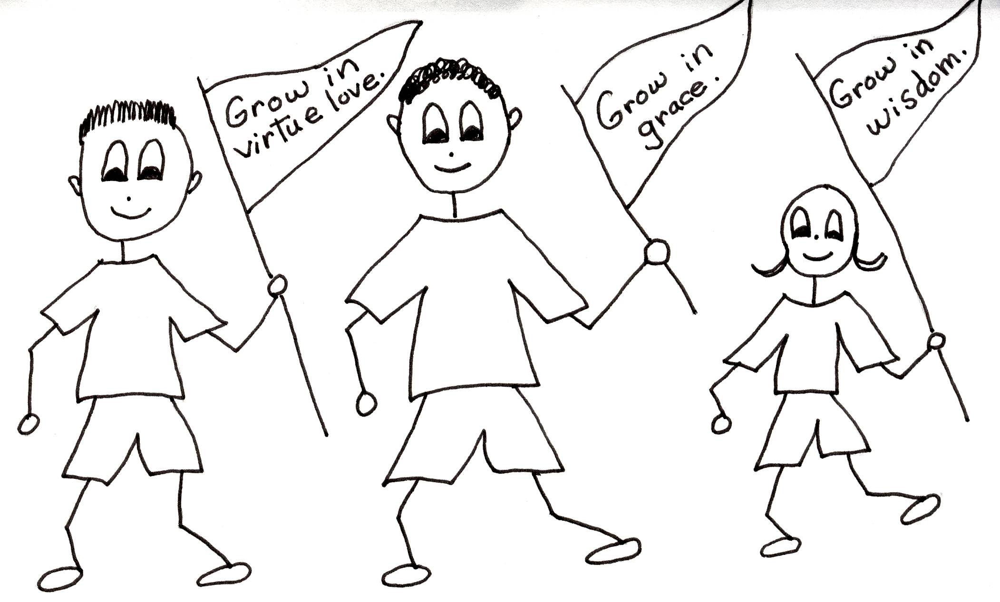 Grow in
virtue love.
Grow in
grace.
Grow in
wisdom.